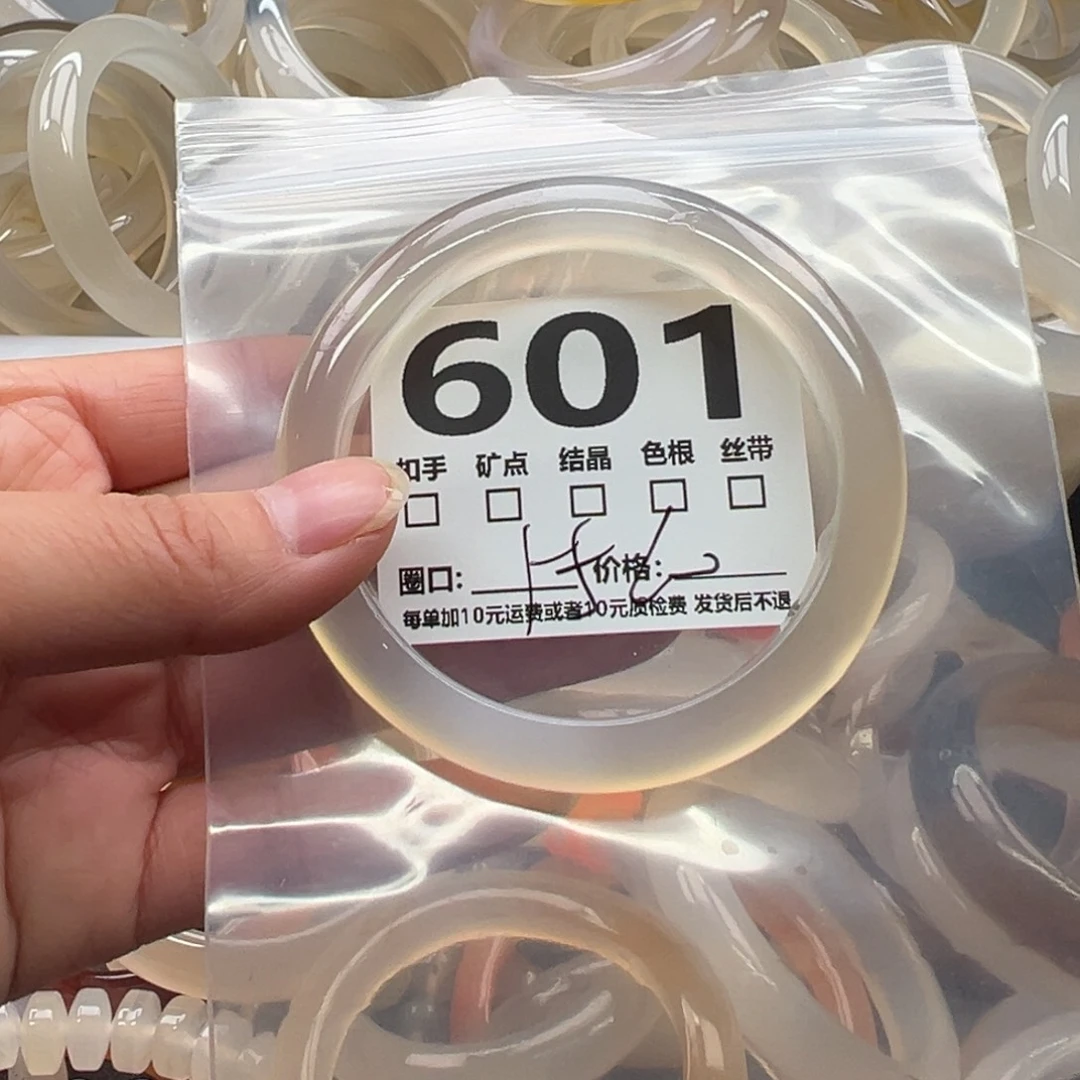 601
扣手 矿点 结晶 色根 丝带
圈口: 价格:
每单加10元运费或者10元质检费 发货后不退